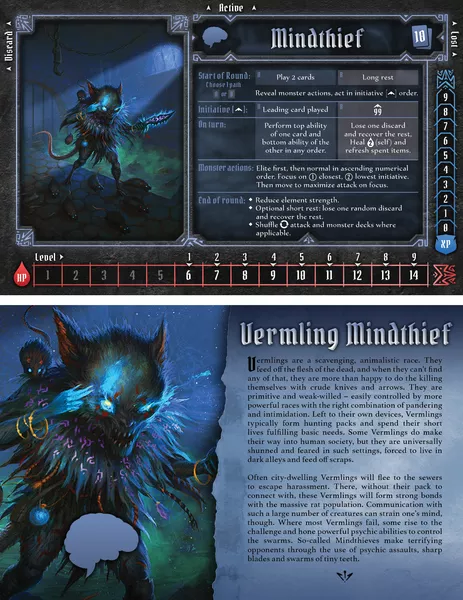 Active
Discard
Lost
Mindthief
10
Start of Round:
Choose 1 path
or
Play 2 cards
Long rest
Reveal monster actions, act in initiative order.
Initiative:
Leading card played
99
On turn:
Perform top ability
of one card and
bottom ability of the
other in any order.
Lose one discard
and recover the rest.
Heal 2 (self) and
refresh spent items.
Monster actions:
Elite first, then normal in ascending numerical
order. Focus on ① closest, ② lowest initiative.
Then move to maximize attack on focus.
End of round:
◆ Reduce element strength.
◆ Optional short rest: lose one random discard
and recover the rest.
◆ Shuffle attack and monster decks where
applicable.
9
8
7
6
5
4
3
2
1
0
XP
Level
1 2 3 4 5 6 7 8 9
HP
1 2 3 4 5 6 7 8 9 10 11 12 13 14
Vermling Mindthief
Vermlings are a scavenging, animalistic race. They
feed off the flesh of the dead, and when they can't find
any of that, they are more than happy to do the killing
themselves with crude knives and arrows. They are
primitive and weak-willed – easily controlled by more
powerful races with the right combination of pandering
and intimidation. Left to their own devices, Vermlings
typically form hunting packs and spend their short
lives fulfilling basic needs. Some Vermlings do make
their way into human society, but they are universally
shunned and feared in such settings, forced to live in
dark alleys and feed off scraps.
Often city-dwelling Vermlings will flee to the sewers
to escape harassment. There, without their pack to
connect with, these Vermlings will form strong bonds
with the massive rat population. Communication with
such a large number of creatures can strain one's mind,
though. Where most Vermlings fail, some rise to the
challenge and hone powerful psychic abilities to control
the swarms. So-called Mindthieves make terrifying
opponents through the use of psychic assaults, sharp
blades and swarms of tiny teeth.